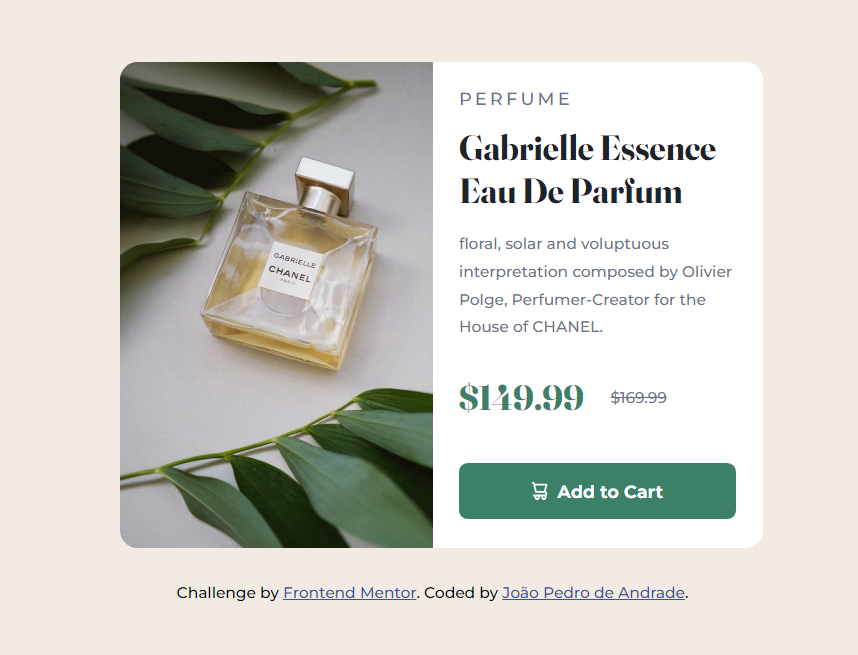 PERFUME
Gabrielle Essence
Eau De Parfum
floral, solar and voluptuous
interpretation composed by Olivier
Polge, Perfumer-Creator for the
House of CHANEL.
$149.99 $169.99
Add to Cart
GABRIELLE
CHANEL
PARIS
Challenge by Frontend Mentor. Coded by João Pedro de Andrade.